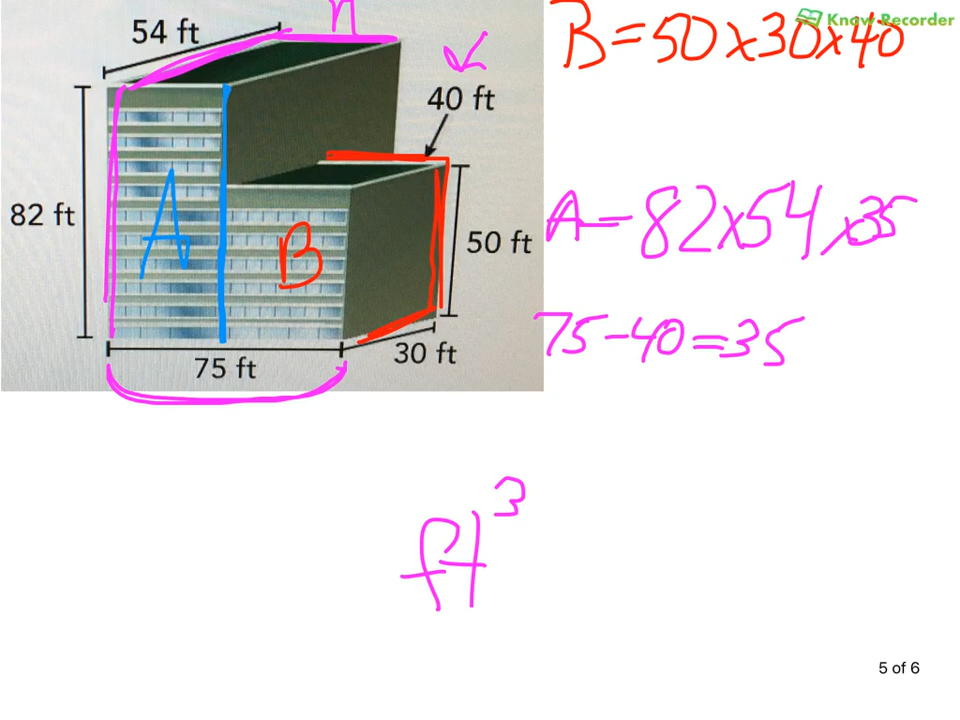 54 ft
n
Know Recorder
B=50x30x40
40 ft
82 ft
A
B
50 ft
A=82x54x35
75-40=35
75 ft
30 ft
ft³
5 of 6